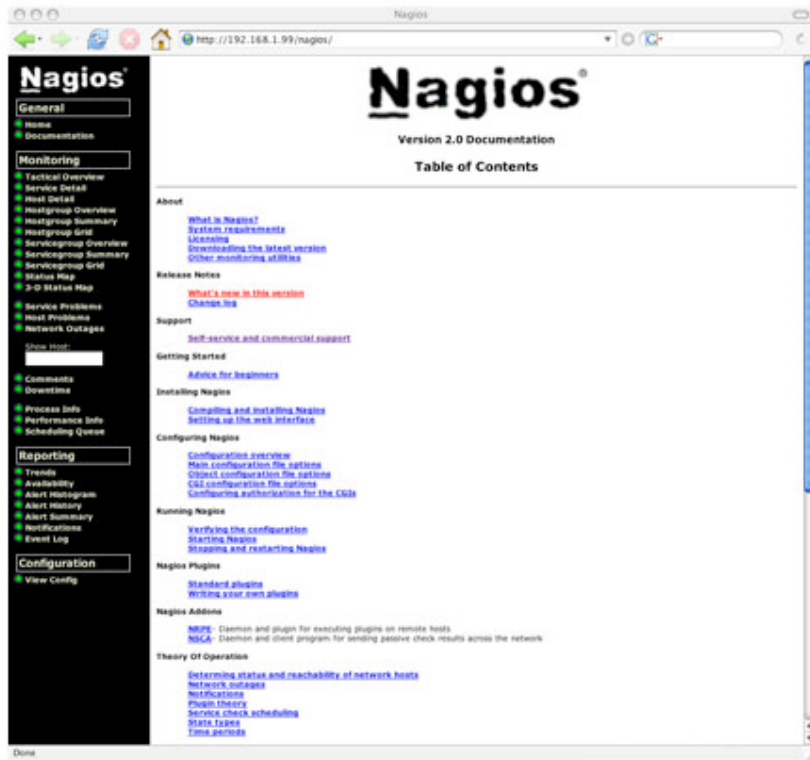 Nagios
http://192.168.1.99/nagios/
Nagios®
General
Home
Documentation
Monitoring
Tactical Overview
Service Detail
Host Detail
Hostgroup Overview
Hostgroup Summary
Hostgroup Grid
Servicegroup Overview
Servicegroup Summary
Servicegroup Grid
Status Map
3-D Status Map
Service Problems
Host Problems
Network Outages
Show Host:
Comments
Downtime
Process Info
Performance Info
Scheduling Queue
Reporting
Trends
Availability
Alert Histogram
Alert History
Alert Summary
Notifications
Event Log
Configuration
View Config
Nagios®
Version 2.0 Documentation
Table of Contents
About
What is Nagios?
System requirements
Licensing
Downloading the latest version
Other monitoring utilities
Release Notes
What's new in this version
Change log
Support
Self-service and commercial support
Getting Started
Advice for beginners
Installing Nagios
Compiling and installing Nagios
Setting up the web interface
Configuring Nagios
Configuration overview
Main configuration file options
Object configuration file options
CGI configuration file options
Configuring authorization for the CGIs
Running Nagios
Verifying the configuration
Starting Nagios
Stopping and restarting Nagios
Nagios Plugins
Standard plugins
Writing your own plugins
Nagios Addons
NRPE- Daemon and plugin for executing plugins on remote hosts
NSCA- Daemon and client program for sending passive check results across the network
Theory Of Operation
Determing status and reachability of network hosts
Network outages
Notifications
Plugin theory
Service check scheduling
State types
Time periods
Done